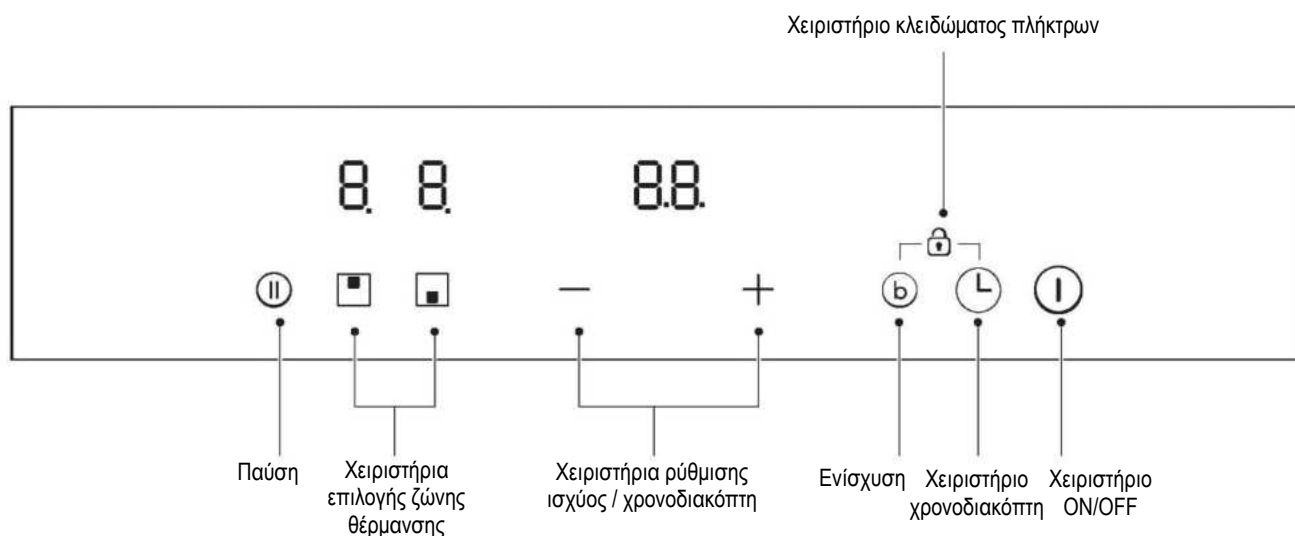 Χειριστήριο κλειδώματος πλήκτρων
8. 8. 8.8.
b
Παύση
Χειριστήρια
επιλογής ζώνης
θέρμανσης
Χειριστήρια ρύθμισης
ισχύος / χρονοδιακόπτη
Ενίσχυση
Χειριστήριο
χρονοδιακόπτη
Χειριστήριο
ON/OFF